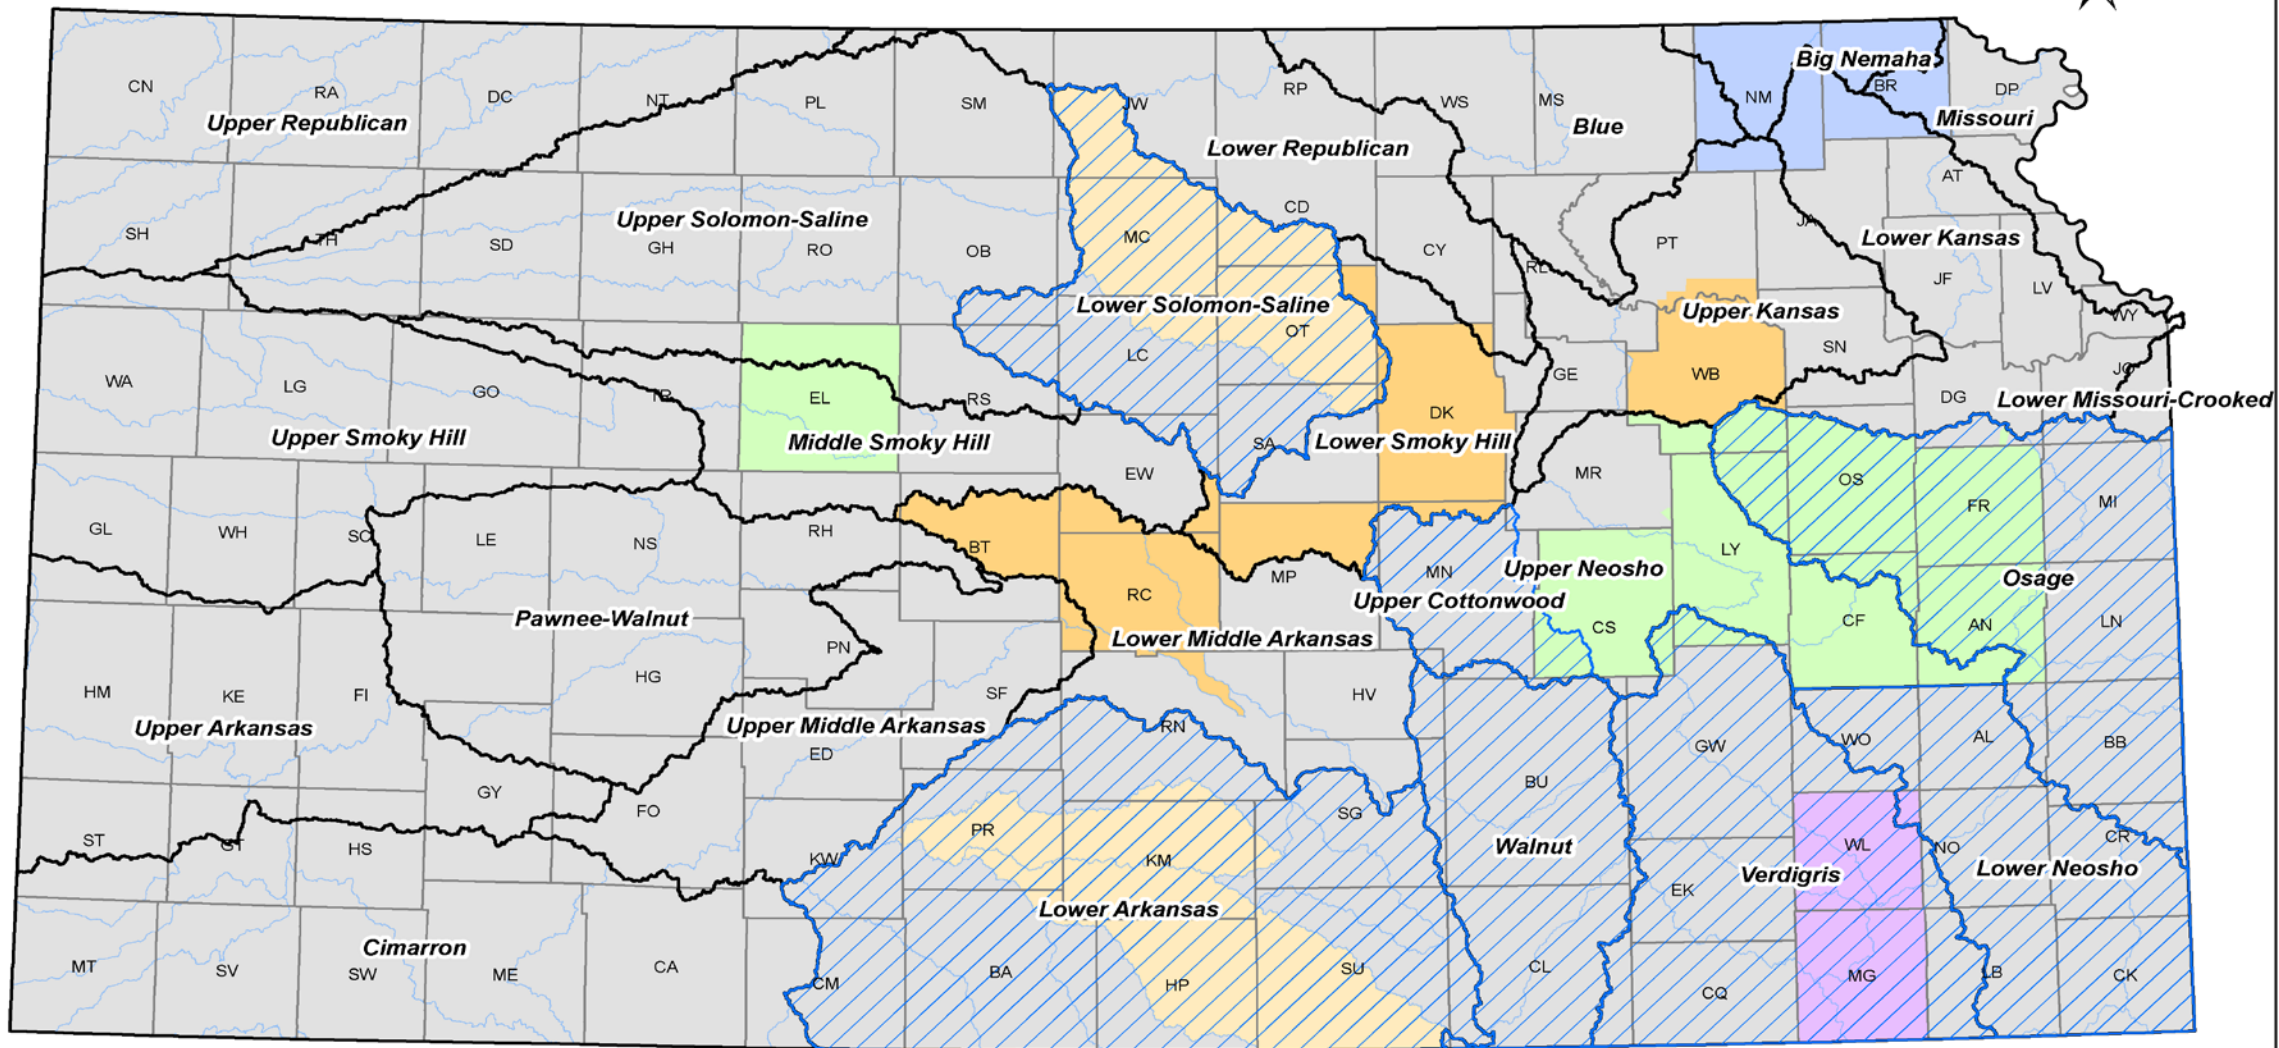 Big Nemaha
CN
RA
DC
NT
PL
SM
JW
RP
WS
MS
NM
BR
DP
Upper Republican
Lower Republican
Blue
Missouri
AT
SH
TH
SD
Upper Solomon-Saline
GH
RO
OB
MC
CD
CY
RL
PT
JA
Lower Kansas
JF
LV
WY
Lower Solomon-Saline
OT
LC
Upper Kansas
SN
JO
WA
LG
GO
TR
EL
RS
GE
WB
DG
Lower Missouri-Crooked
DK
Upper Smoky Hill
Middle Smoky Hill
SA
Lower Smoky Hill
EW
MR
OS
FR
MI
GL
WH
SC
LE
NS
RH
BT
RC
MP
MN
Upper Neosho
LY
Osage
Upper Cottonwood
CS
CF
AN
LN
Pawnee-Walnut
PN
Lower Middle Arkansas
HM
KE
FI
HG
SF
HV
Upper Arkansas
Upper Middle Arkansas
RN
ED
GW
WO
AL
BB
GY
FO
BU
SG
ST
GT
HS
KW
PR
KM
Walnut
WL
NO
CR
Verdigris
Lower Neosho
EK
Lower Arkansas
Cimarron
MT
SV
SW
ME
CA
CM
BA
HP
SU
CL
CQ
MG
LB
CK